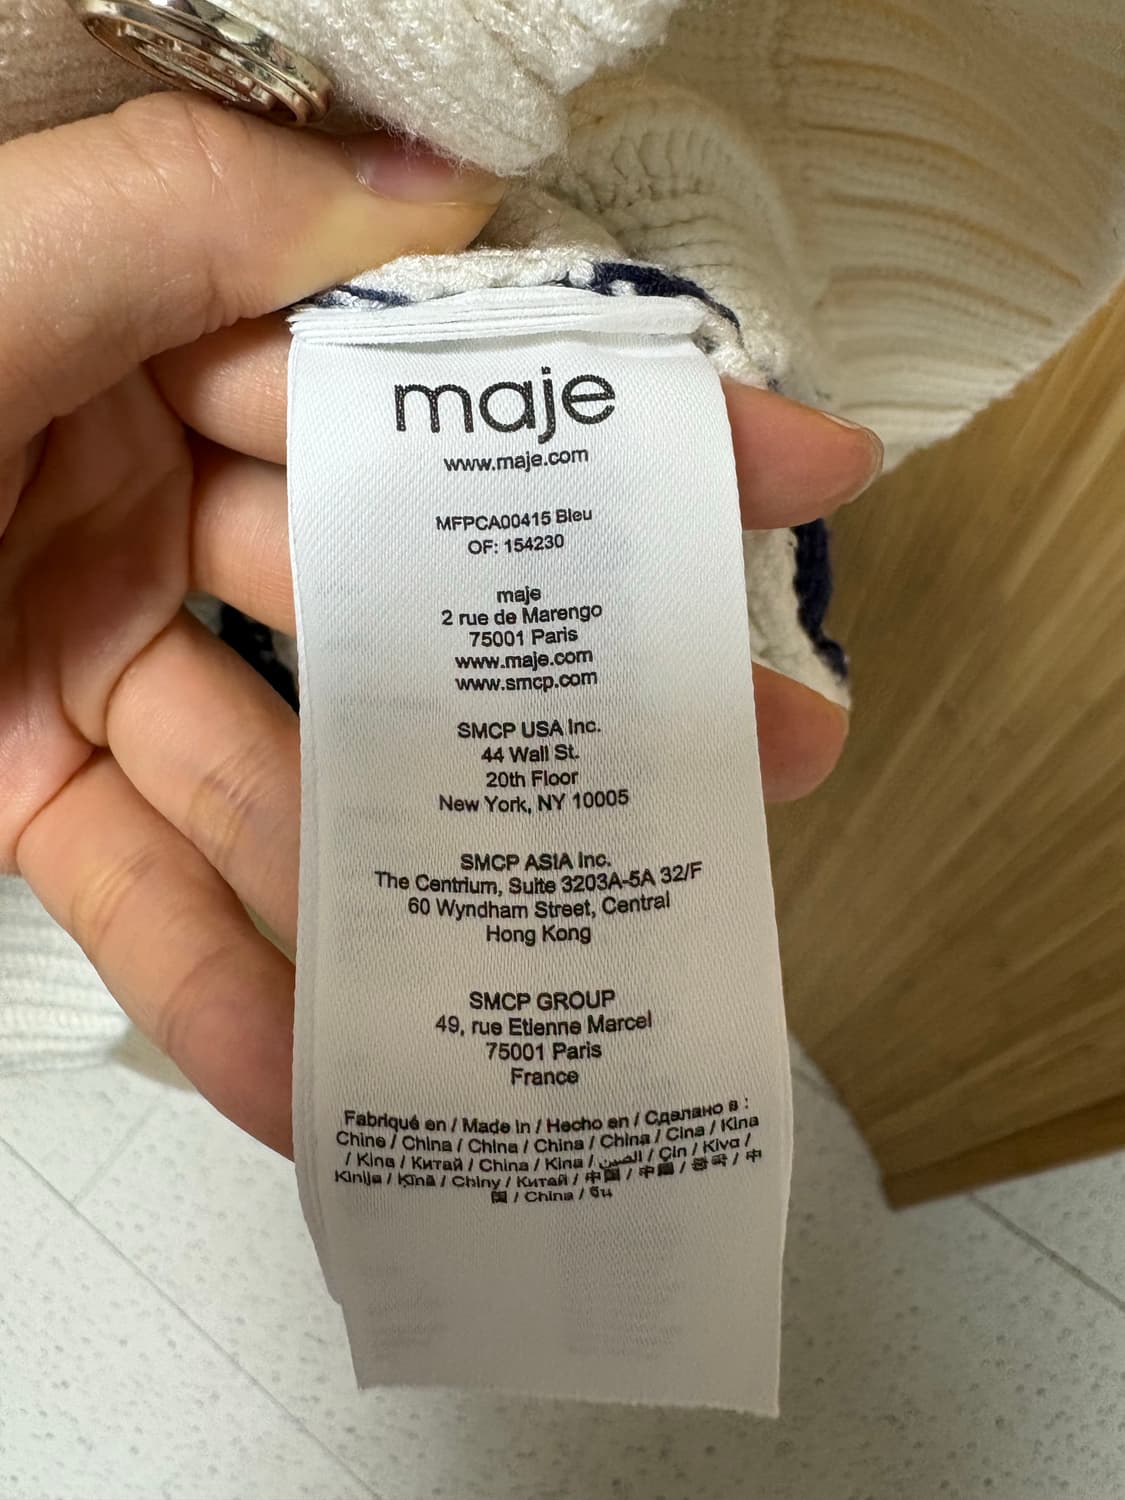 maje
www.maje.com
MFPCA00415 Bleu
OF: 154230
maje
2 rue de Marengo
75001 Paris
www.maje.com
www.smcp.com
SMCP USA Inc.
44 Wall St.
20th Floor
New York, NY 10005
SMCP ASIA Inc.
The Centrium, Suite 3203A-5A 32/F
60 Wyndham Street, Central
Hong Kong
SMCP GROUP
49, rue Etienne Marcel
75001 Paris
France
Fabriqué en / Made in / Hecho en / Сделано в :
Chine / China / China / China / China / Cina / Kina
/ Kina / Китай / China / Kina / الصين / Çin / Kιvα /
Kinija / Ķīnā / Chiny / Китай / 中国 / 中國 / 중국 / 中
国 / China / จีน